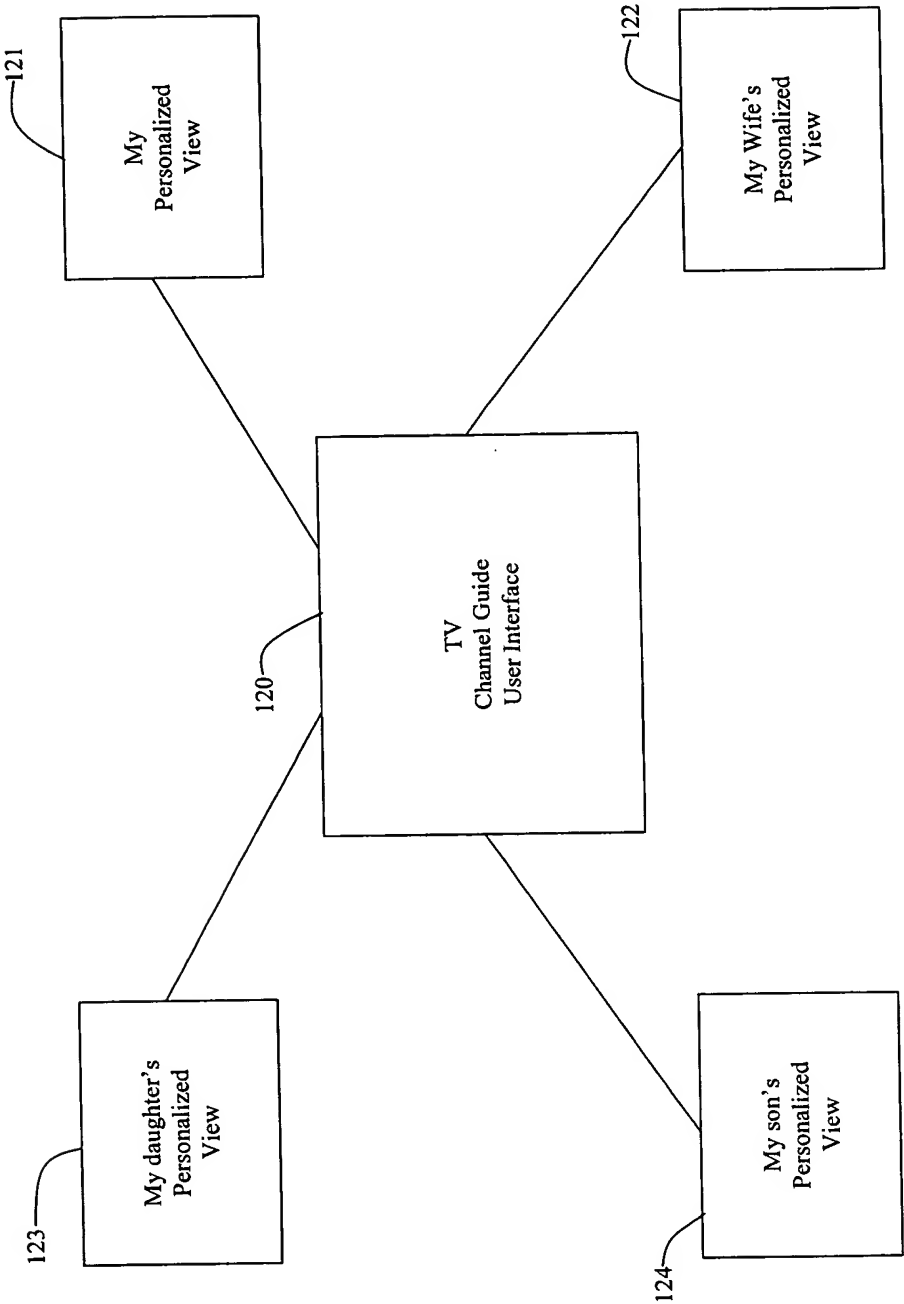 123
My daughter's
Personalized
View
121
My
Personalized
View
120
TV
Channel Guide
User Interface
124
My son's
Personalized
View
122
My Wife's
Personalized
View